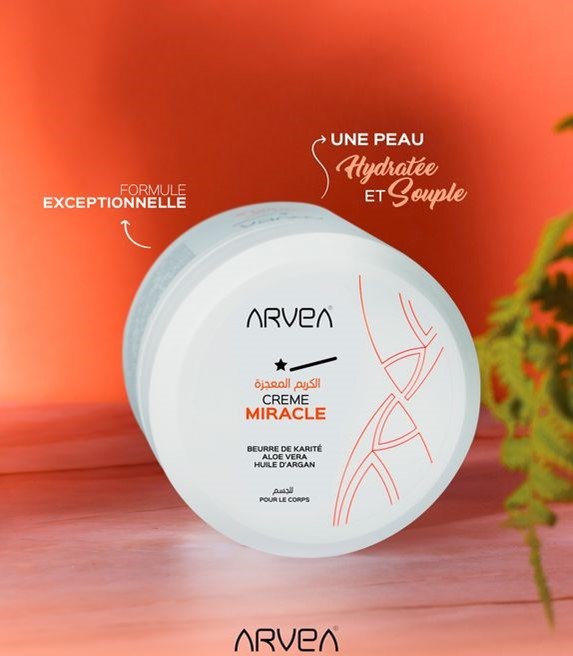 UNE PEAU
Hydratée
ET Souple
FORMULE
EXCEPTIONNELLE
ARVEA
الكريم المعجزة
CREME
MIRACLE
BEURRE DE KARITÉ
ALOE VERA
HUILE D'ARGAN
للجسم
POUR LE CORPS
ARVEA